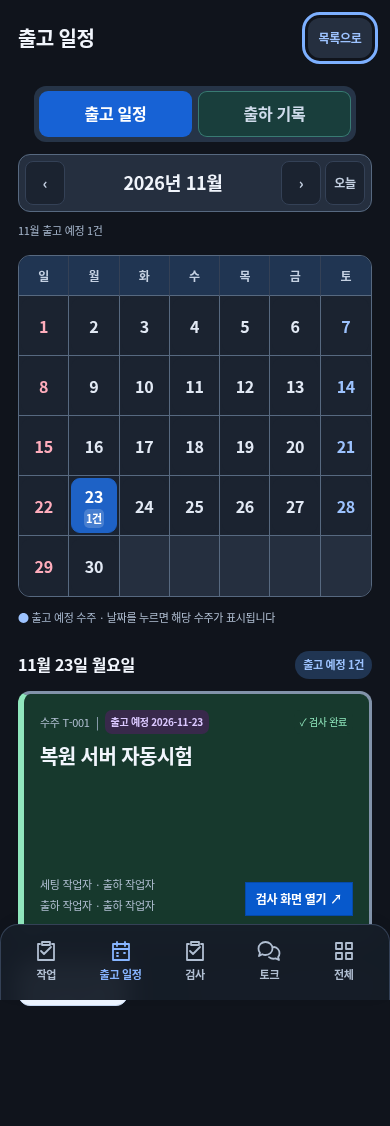 출고 일정
목록으로
출고 일정
출하 기록
‹
2026년 11월
›
오늘
11월 출고 예정 1건
일 월 화 수 목 금 토
1 2 3 4 5 6 7
8 9 10 11 12 13 14
15 16 17 18 19 20 21
22 23 24 25 26 27 28
1건
29 30
출고 예정 수주 · 날짜를 누르면 해당 수주가 표시됩니다
11월 23일 월요일
출고 예정 1건
수주 T-001 | 출고 예정 2026-11-23
✓ 검사 완료
복원 서버 자동시험
세팅 작업자 · 출하 작업자
출하 작업자 · 출하 작업자
검사 화면 열기 ↗
작업 출고 일정 검사 토크 전체